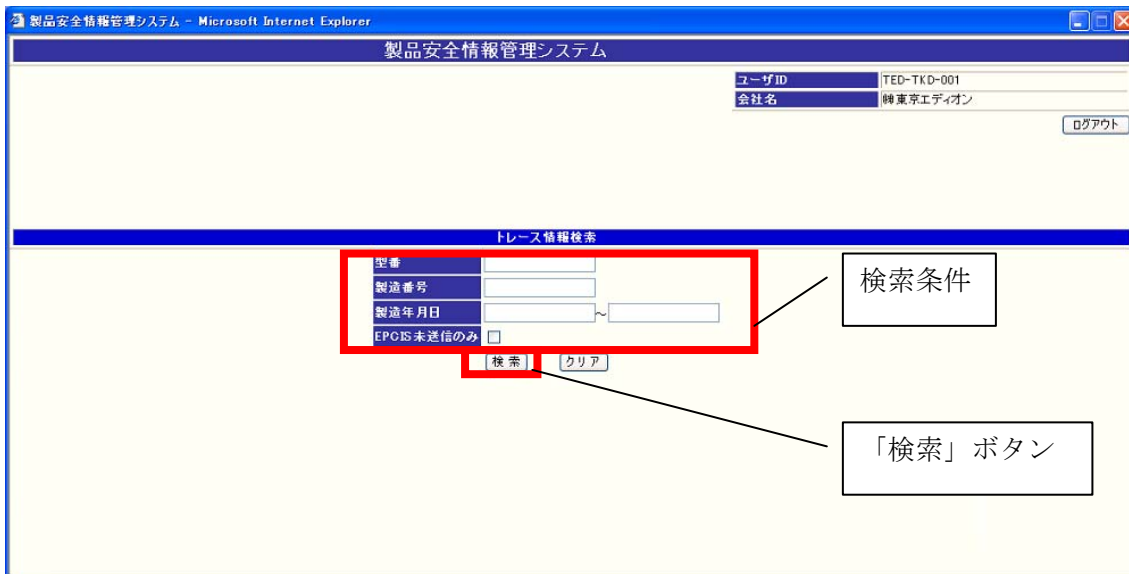 製品安全情報管理システム - Microsoft Internet Explorer
製品安全情報管理システム
ユーザID TED-TKD-001
会社名 ㈱東京エディオン
ログアウト
トレース情報検索
型番
製造番号
製造年月日 ～
EPCIS未送信のみ
検索 クリア
検索条件
「検索」ボタン